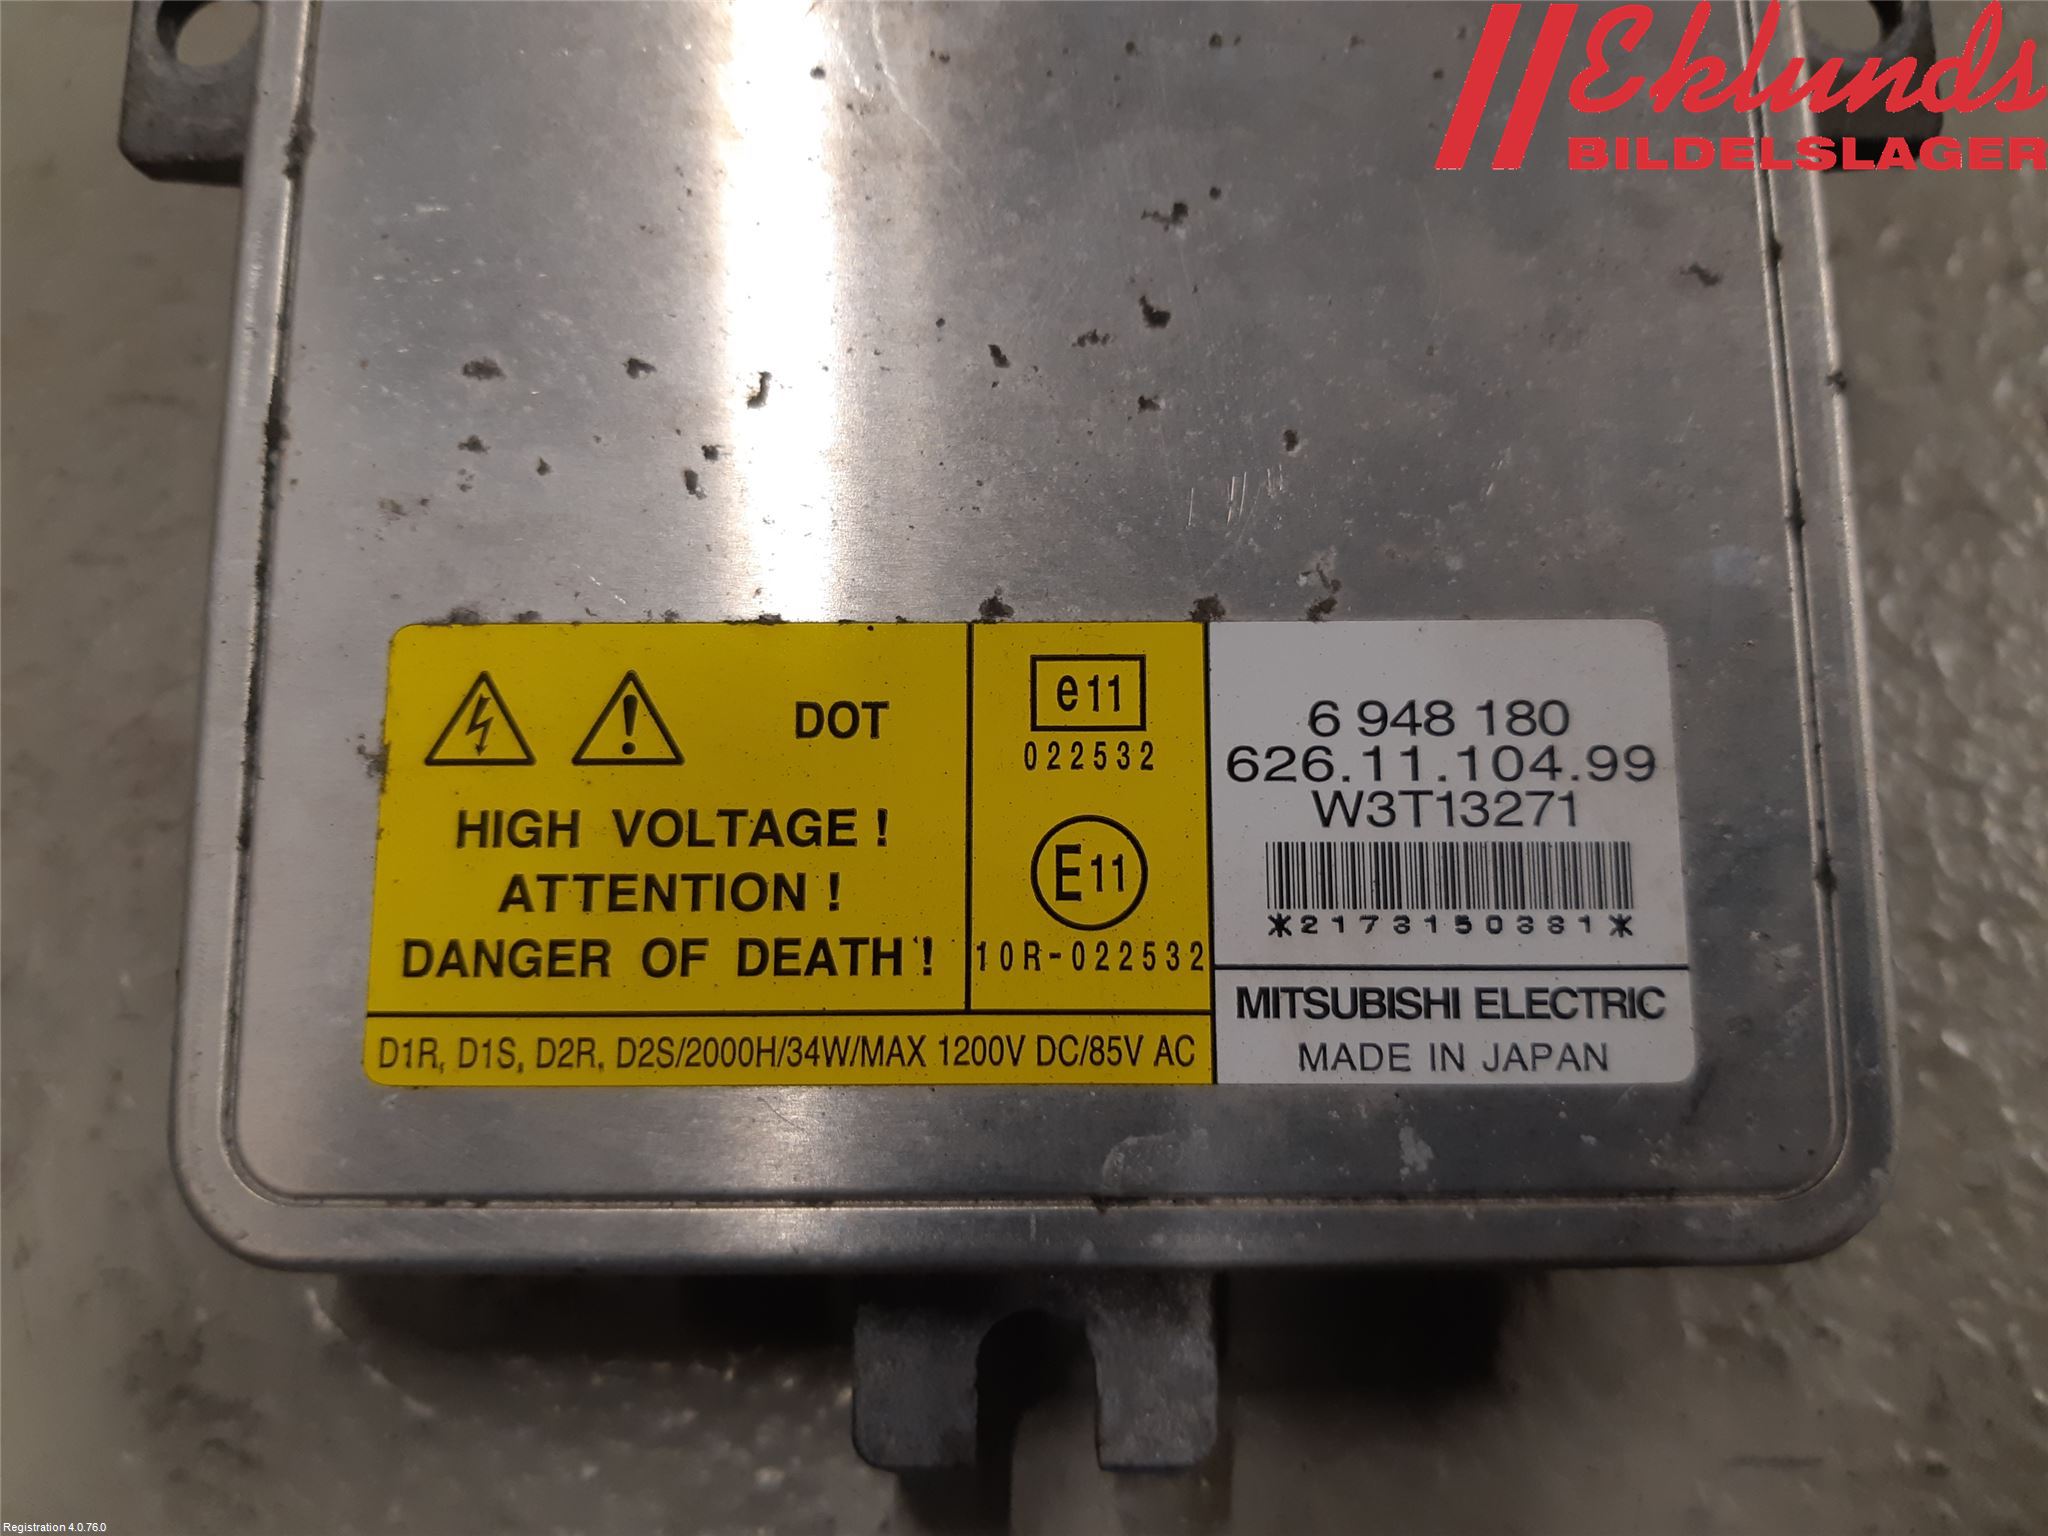 Eklunds
BILDELSLAGER
DOT
HIGH VOLTAGE !
ATTENTION !
DANGER OF DEATH !
e11
022532
E11
10R-022532
D1R, D1S, D2R, D2S/2000H/34W/MAX 1200V DC/85V AC
6 948 180
626.11.104.99
W3T13271
*2173150381*
MITSUBISHI ELECTRIC
MADE IN JAPAN
Registration 4.0.76.0